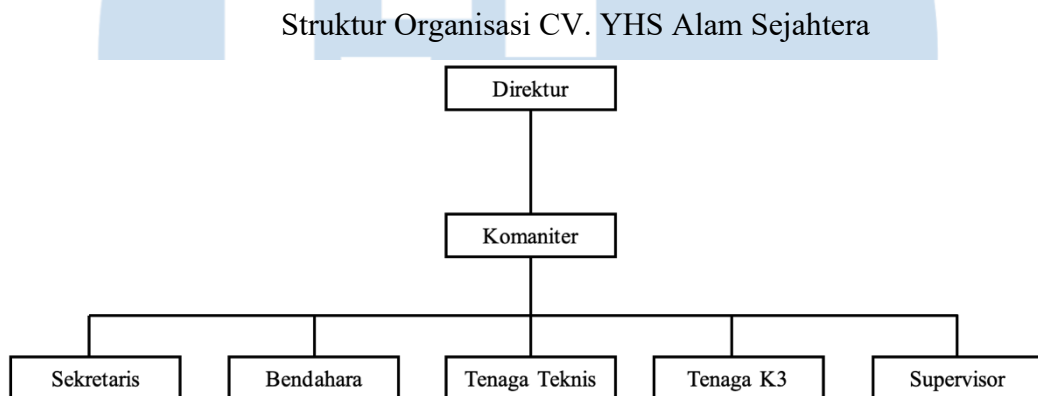 Struktur Organisasi CV. YHS Alam Sejahtera
Direktur
Komaniter
Sekretaris
Bendahara
Tenaga Teknis
Tenaga K3
Supervisor